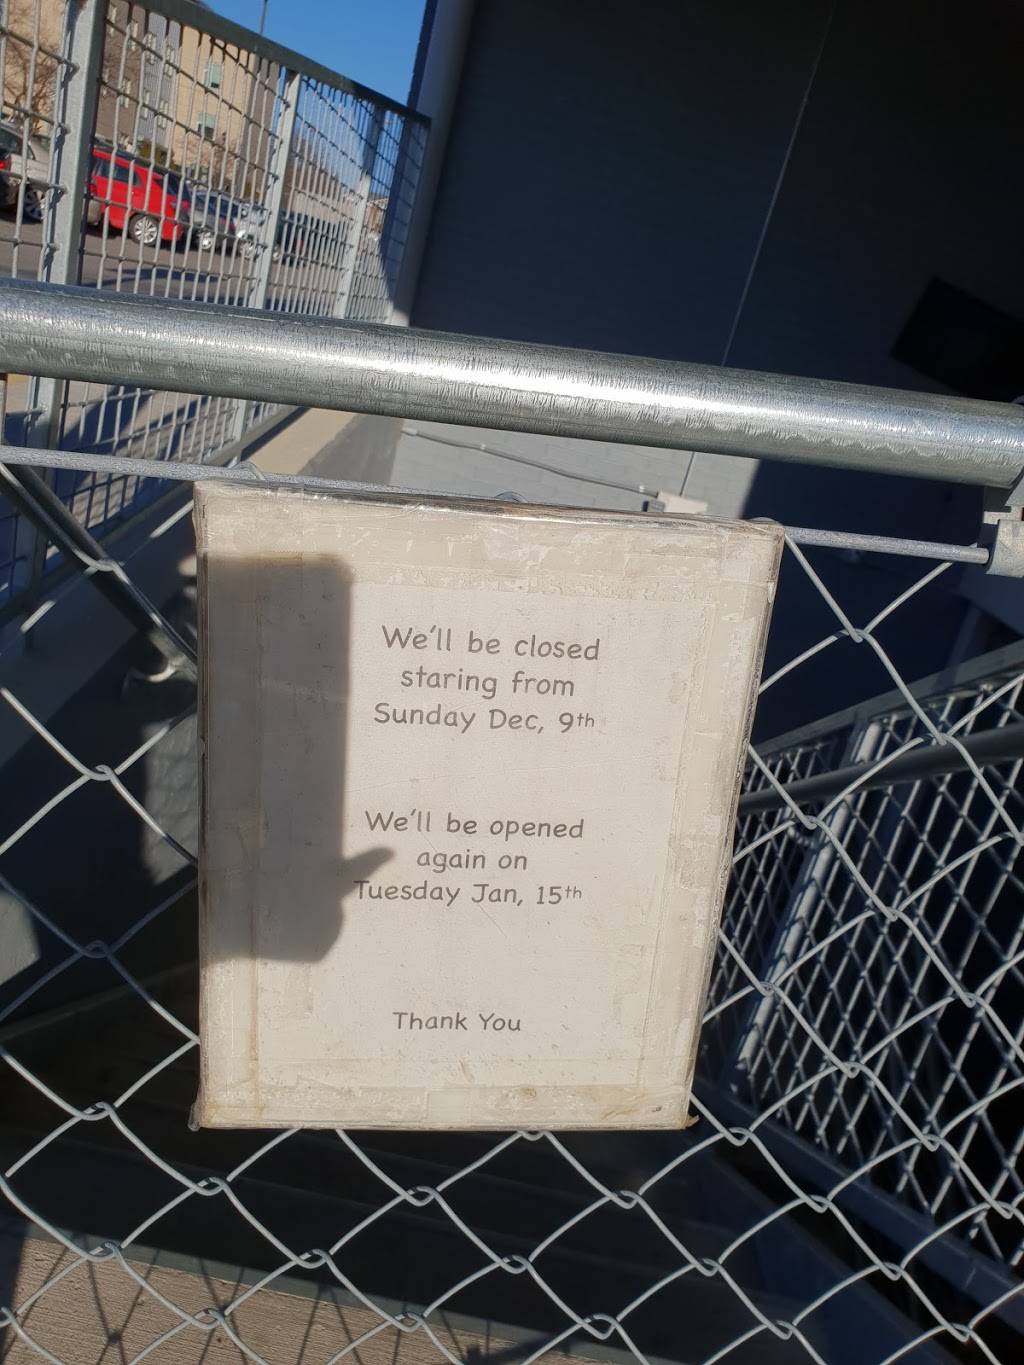 We'll be closed
staring from
Sunday Dec, 9th
We'll be opened
again on
Tuesday Jan, 15th
Thank You